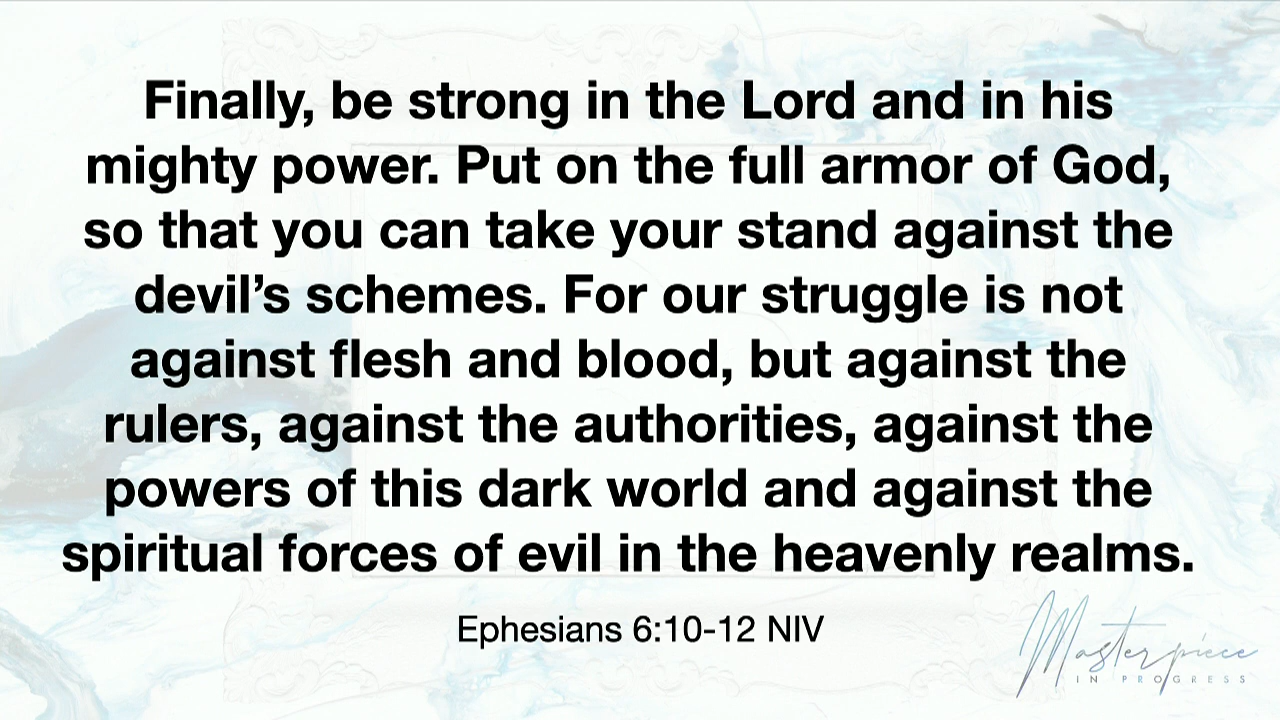 Finally, be strong in the Lord and in his
mighty power. Put on the full armor of God,
so that you can take your stand against the
devil’s schemes. For our struggle is not
against flesh and blood, but against the
rulers, against the authorities, against the
powers of this dark world and against the
spiritual forces of evil in the heavenly realms.
Ephesians 6:10-12 NIV
Masterpiece
IN PROGRESS